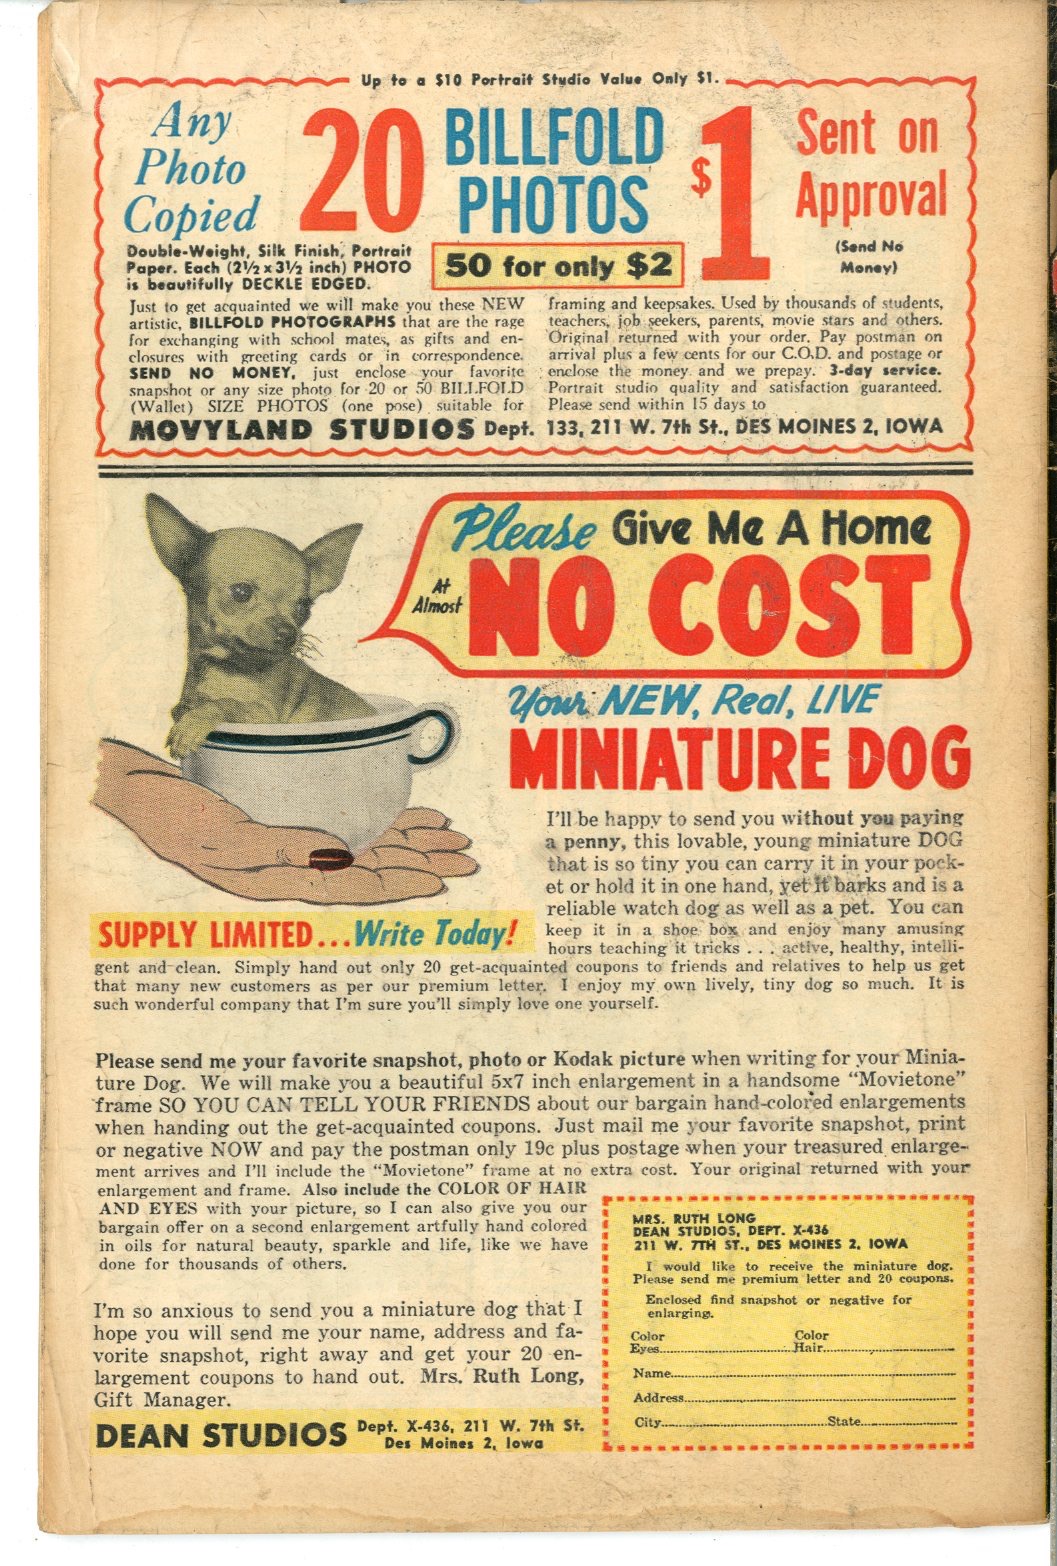 Up to a $10 Portrait Studio Value Only $1.
Any
Photo
Copied
20
BILLFOLD
PHOTOS
50 for only $2
$1
Sent on
Approval
(Send No
Money)
Double-Weight, Silk Finish, Portrait
Paper. Each (2½ x 3½ inch) PHOTO
is beautifully DECKLE EDGED.
Just to get acquainted we will make you these NEW
artistic, BILLFOLD PHOTOGRAPHS that are the rage
for exchanging with school mates, as gifts and en-
closures with greeting cards or in correspondence.
SEND NO MONEY, just enclose your favorite
snapshot or any size photo for 20 or 50 BILLFOLD
(Wallet) SIZE PHOTOS (one pose) suitable for
framing and keepsakes. Used by thousands of students,
teachers, job seekers, parents, movie stars and others.
Original returned with your order. Pay postman on
arrival plus a few cents for our C.O.D. and postage or
enclose the money and we prepay. 3-day service.
Portrait studio quality and satisfaction guaranteed.
Please send within 15 days to
MOVYLAND STUDIOS Dept. 133, 211 W. 7th St., DES MOINES 2, IOWA
Please Give Me A Home
At Almost NO COST
Your NEW, Real, LIVE
MINIATURE DOG
I'll be happy to send you without you paying
a penny, this lovable, young miniature DOG
that is so tiny you can carry it in your pock-
et or hold it in one hand, yet it barks and is a
reliable watch dog as well as a pet. You can
keep it in a shoe box and enjoy many amusing
hours teaching it tricks . . . active, healthy, intelli-
SUPPLY LIMITED...Write Today!
gent and clean. Simply hand out only 20 get-acquainted coupons to friends and relatives to help us get
that many new customers as per our premium letter. I enjoy my own lively, tiny dog so much. It is
such wonderful company that I'm sure you'll simply love one yourself.
Please send me your favorite snapshot, photo or Kodak picture when writing for your Minia-
ture Dog. We will make you a beautiful 5x7 inch enlargement in a handsome "Movietone"
frame SO YOU CAN TELL YOUR FRIENDS about our bargain hand-colored enlargements
when handing out the get-acquainted coupons. Just mail me your favorite snapshot, print
or negative NOW and pay the postman only 19c plus postage when your treasured enlarge-
ment arrives and I'll include the "Movietone" frame at no extra cost. Your original returned with your
enlargement and frame. Also include the COLOR OF HAIR
AND EYES with your picture, so I can also give you our
bargain offer on a second enlargement artfully hand colored
in oils for natural beauty, sparkle and life, like we have
done for thousands of others.
I'm so anxious to send you a miniature dog that I
hope you will send me your name, address and fa-
vorite snapshot, right away and get your 20 en-
largement coupons to hand out. Mrs. Ruth Long,
Gift Manager.
DEAN STUDIOS Dept. X-436, 211 W. 7th St.
Des Moines 2, Iowa
MRS. RUTH LONG
DEAN STUDIOS, DEPT. X-436
211 W. 7TH ST., DES MOINES 2, IOWA
I would like to receive the miniature dog.
Please send me premium letter and 20 coupons.
Enclosed find snapshot or negative for
enlarging.
Color Color
Eyes Hair
Name
Address
City State